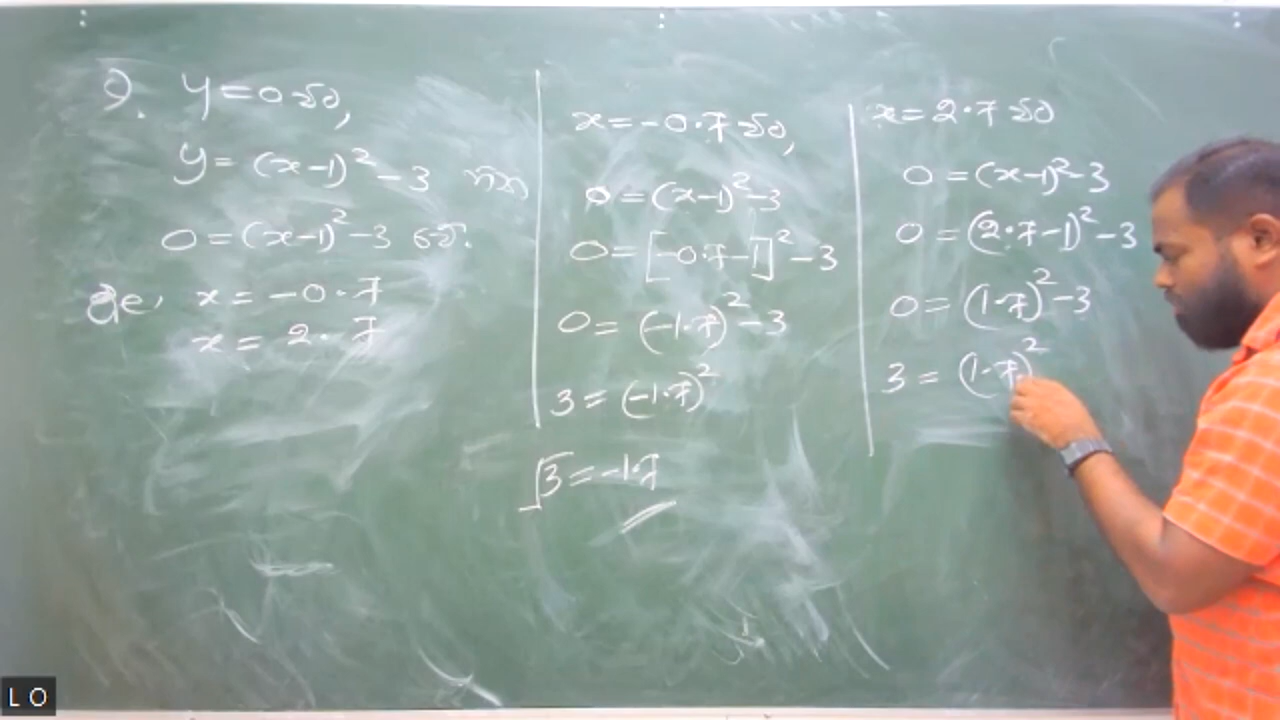 y = 0 විට,
y = (x-1)² - 3
0 = (x-1)² - 3 වේ.
x = -0.7
x = 2.7
x = -0.7 විට,
0 = (x-1)² - 3
0 = [-0.7-1]² - 3
0 = (-1.7)² - 3
3 = (-1.7)²
√3 = -1.7
x = 2.7 විට
0 = (x-1)² - 3
0 = (2.7-1)² - 3
0 = (1.7)² - 3
3 = (1.7)²
LO